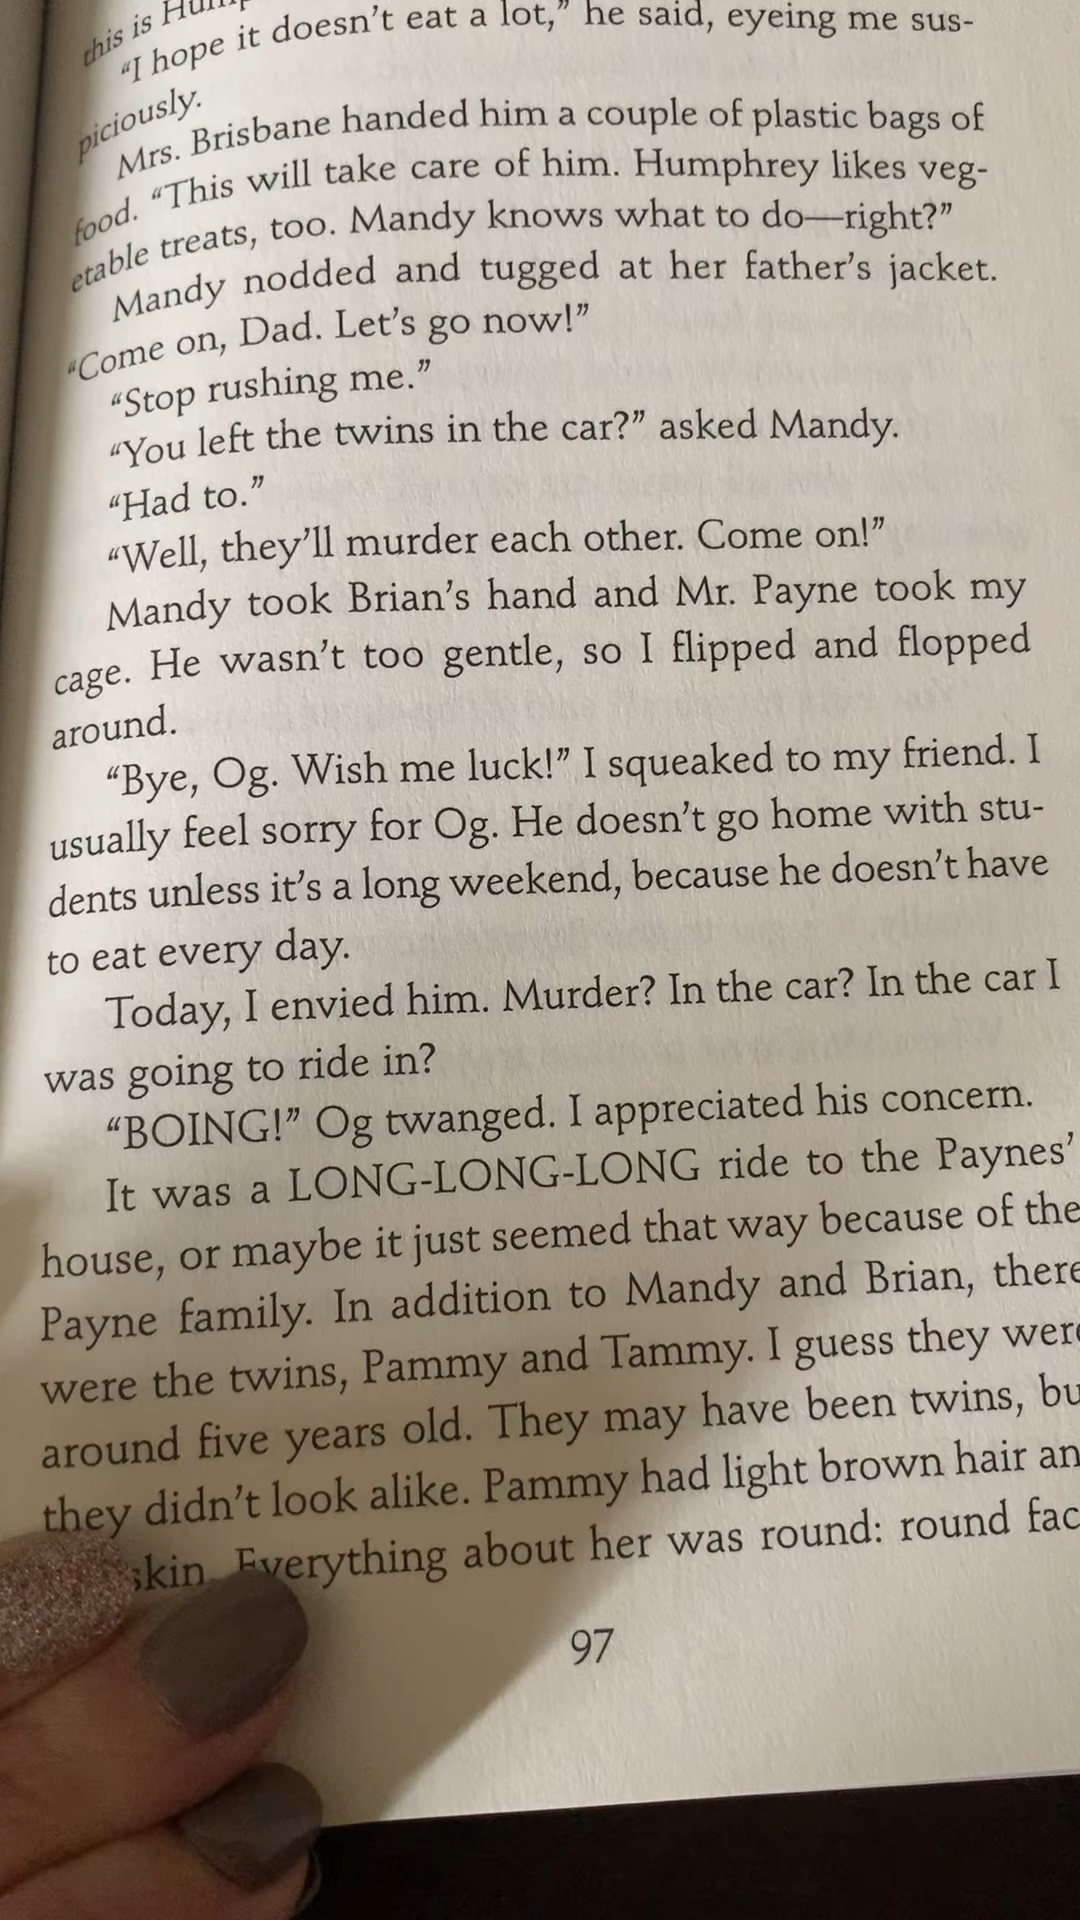 this is
“I hope it doesn’t eat a lot,” he said, eyeing me sus-
piciously.
Mrs. Brisbane handed him a couple of plastic bags of
food. “This will take care of him. Humphrey likes veg-
etable treats, too. Mandy knows what to do—right?”
Mandy nodded and tugged at her father’s jacket.
“Come on, Dad. Let’s go now!”
“Stop rushing me.”
“You left the twins in the car?” asked Mandy.
“Had to.”
“Well, they’ll murder each other. Come on!”
Mandy took Brian’s hand and Mr. Payne took my
cage. He wasn’t too gentle, so I flipped and flopped
around.
“Bye, Og. Wish me luck!” I squeaked to my friend. I
usually feel sorry for Og. He doesn’t go home with stu-
dents unless it’s a long weekend, because he doesn’t have
to eat every day.
Today, I envied him. Murder? In the car? In the car I
was going to ride in?
“BOING!” Og twanged. I appreciated his concern.
It was a LONG-LONG-LONG ride to the Paynes’
house, or maybe it just seemed that way because of the
Payne family. In addition to Mandy and Brian, there
were the twins, Pammy and Tammy. I guess they were
around five years old. They may have been twins, bu
they didn’t look alike. Pammy had light brown hair an
skin. Everything about her was round: round fac
97